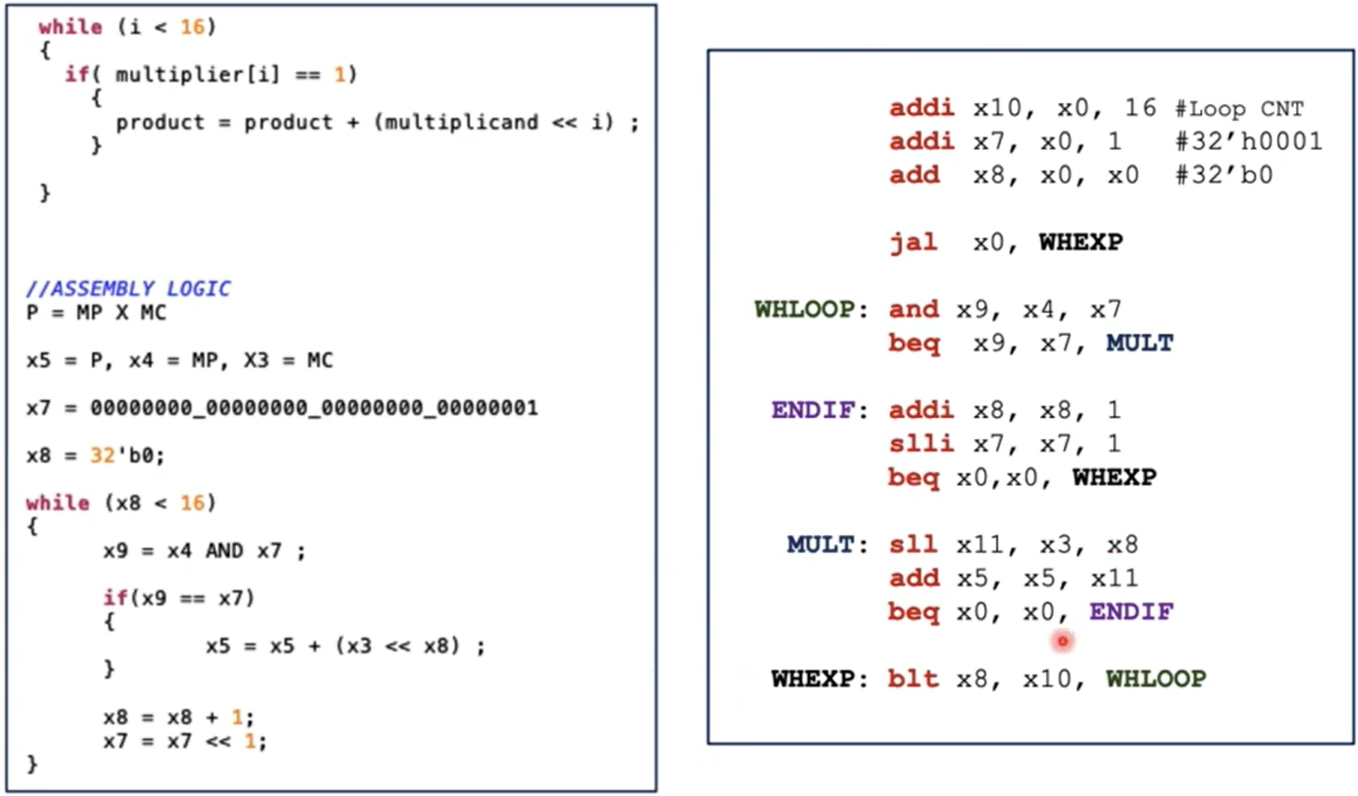 while (i < 16)
{
if( multiplier[i] == 1)
{
product = product + (multiplicand << i) ;
}
}
//ASSEMBLY LOGIC
P = MP X MC
x5 = P, x4 = MP, X3 = MC
x7 = 00000000_00000000_00000000_00000001
x8 = 32'b0;
while (x8 < 16)
{
x9 = x4 AND x7 ;
if(x9 == x7)
{
x5 = x5 + (x3 << x8) ;
}
x8 = x8 + 1;
x7 = x7 << 1;
}
addi x10, x0, 16 #Loop CNT
addi x7, x0, 1 #32’h0001
add x8, x0, x0 #32’b0
jal x0, WHEXP
WHLOOP: and x9, x4, x7
beq x9, x7, MULT
ENDIF: addi x8, x8, 1
slli x7, x7, 1
beq x0,x0, WHEXP
MULT: sll x11, x3, x8
add x5, x5, x11
beq x0, x0, ENDIF
WHEXP: blt x8, x10, WHLOOP